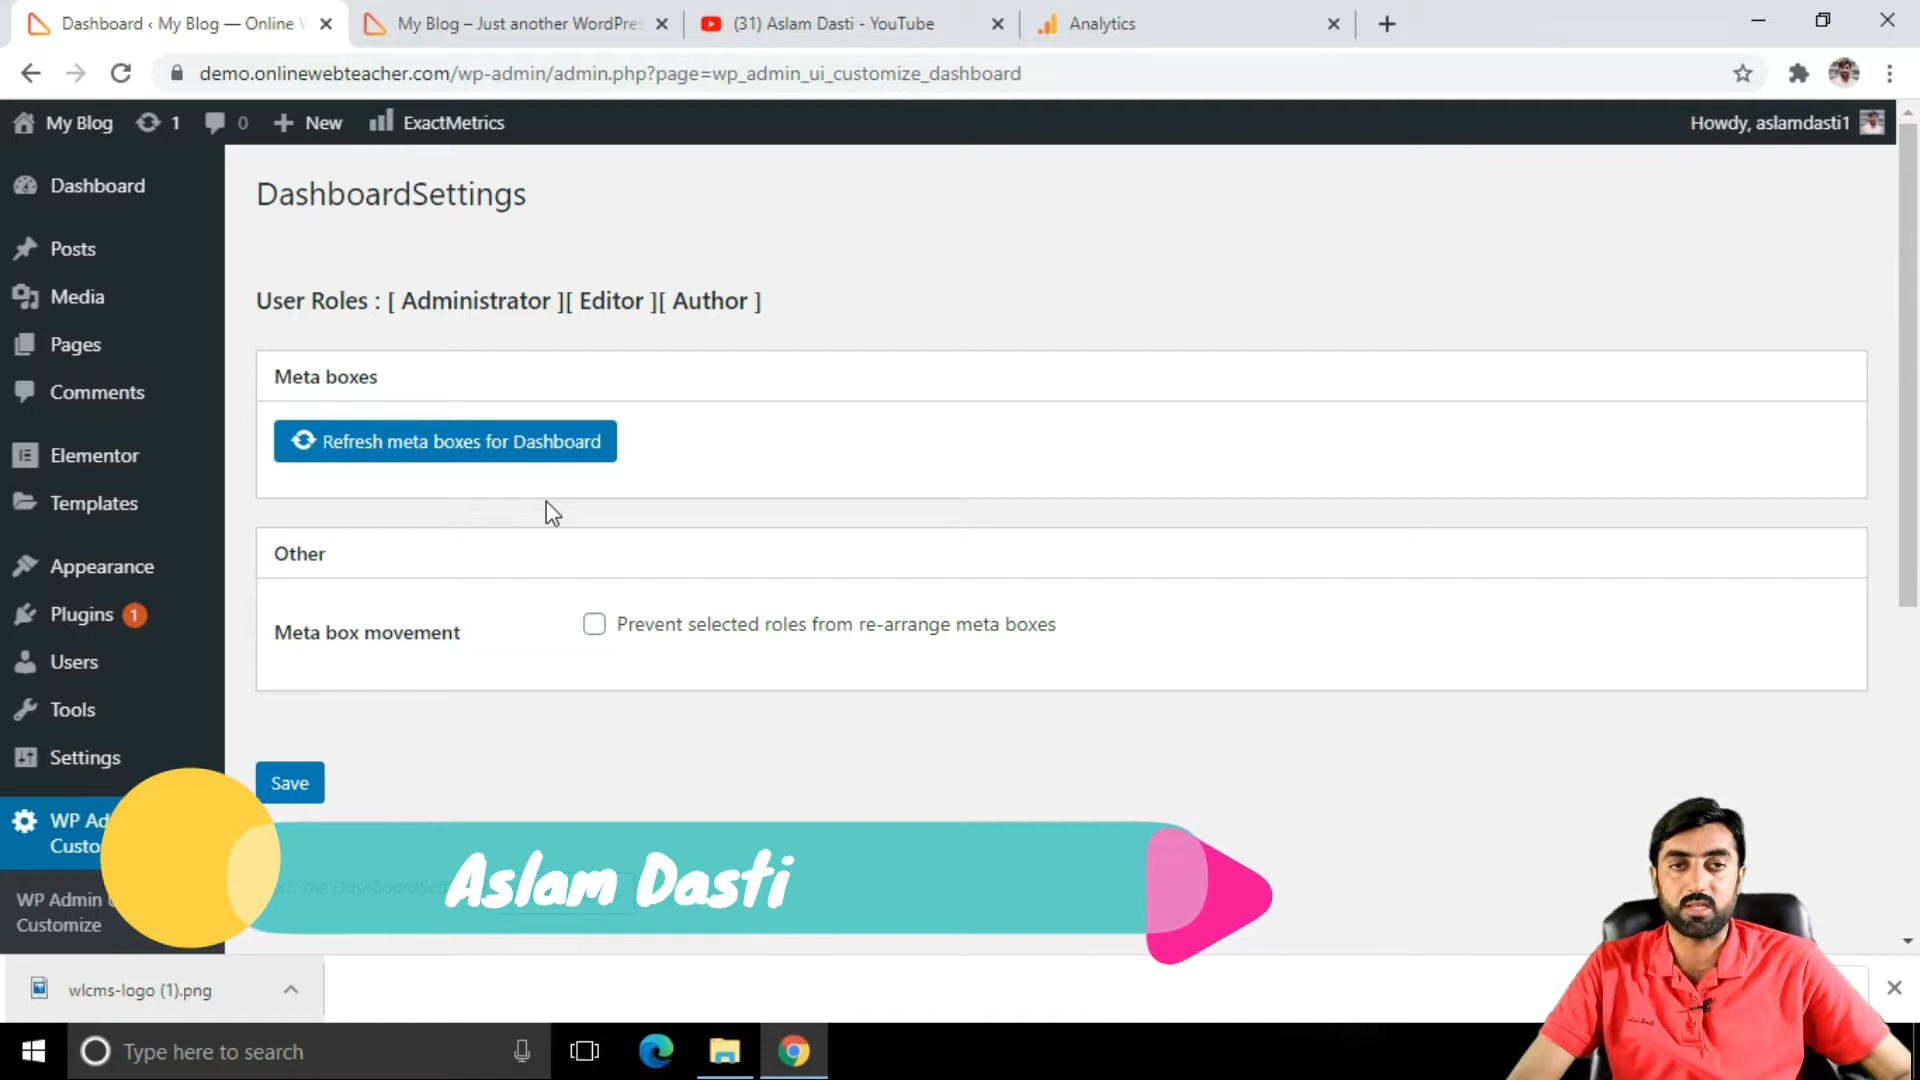 Dashboard ‹ My Blog — Online W
My Blog – Just another WordPres
(31) Aslam Dasti - YouTube
Analytics
demo.onlinewebteacher.com/wp-admin/admin.php?page=wp_admin_ui_customize_dashboard
My Blog
1
0
New
ExactMetrics
Howdy, aslamdasti1
Dashboard
Posts
Media
Pages
Comments
Elementor
Templates
Appearance
Plugins 1
Users
Tools
Settings
WP Ad
Custo
WP Admin
Customize
DashboardSettings
User Roles : [ Administrator ][ Editor ][ Author ]
Meta boxes
Refresh meta boxes for Dashboard
Other
Meta box movement
Prevent selected roles from re-arrange meta boxes
Save
the DashboardSet
Aslam Dasti
wlcms-logo (1).png
Type here to search